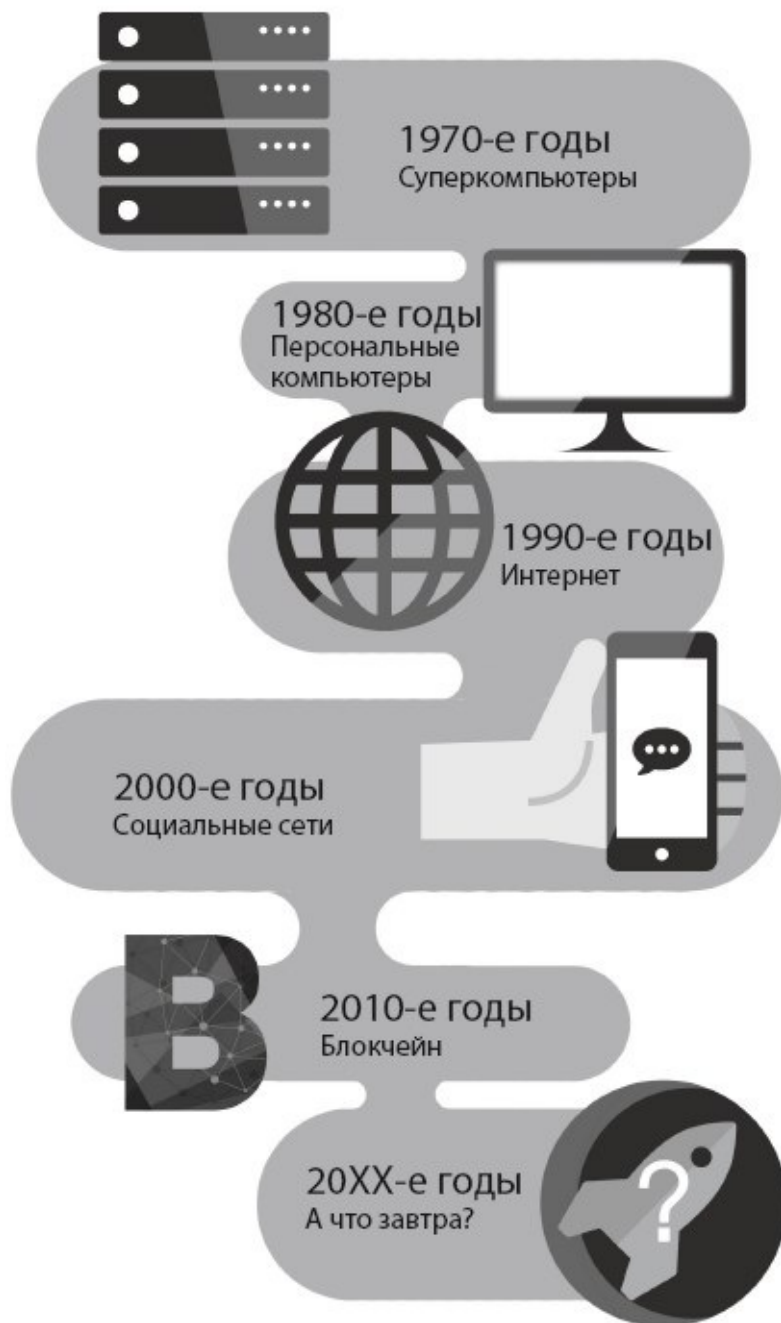 1970-е годы
Суперкомпьютеры
1980-е годы
Персональные
компьютеры
1990-е годы
Интернет
2000-е годы
Социальные сети
B
2010-е годы
Блокчейн
20XX-е годы
А что завтра?
?